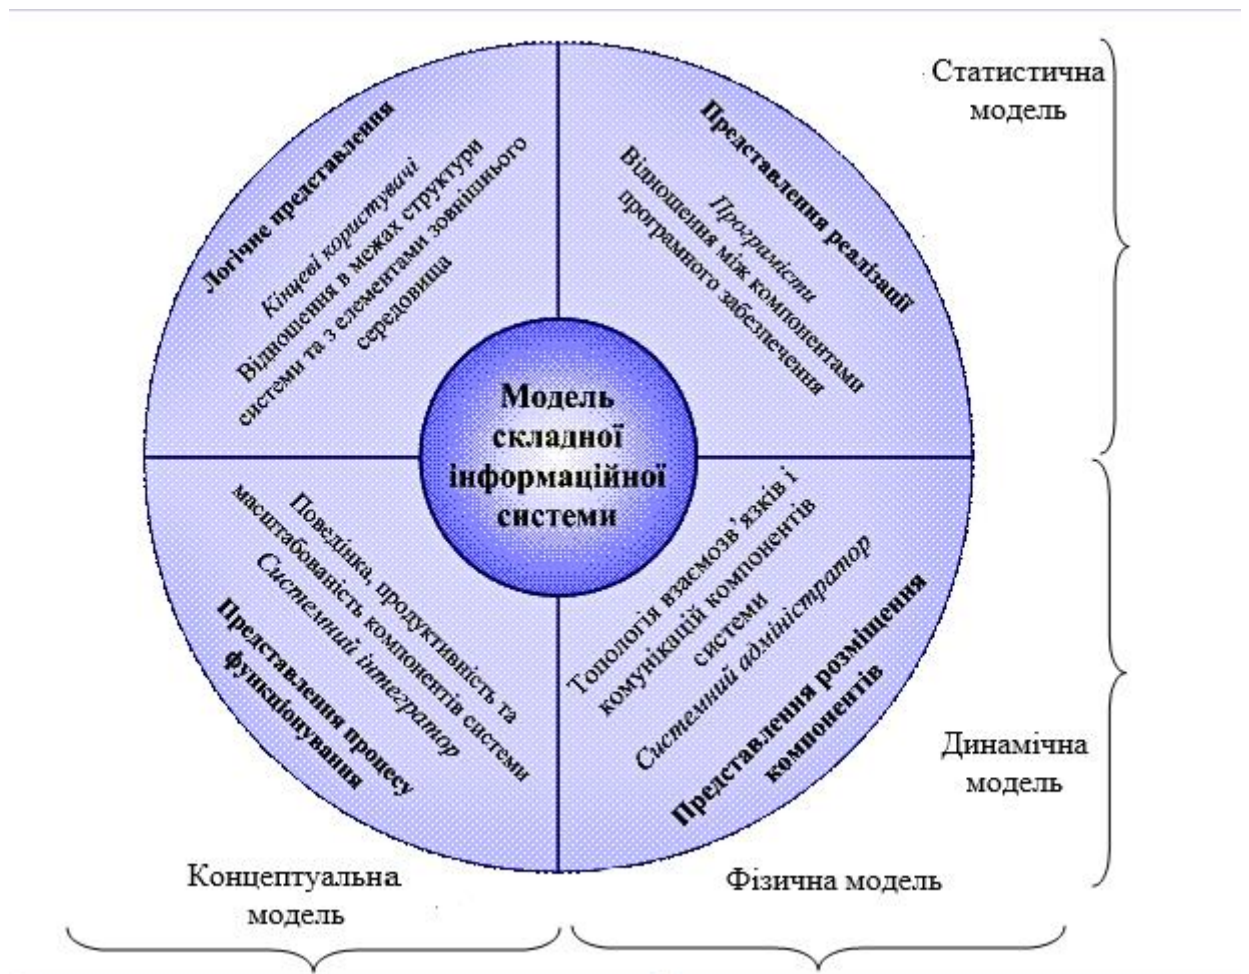 Статистична
модель
Логічне представлення
Кінцеві користувачі
Відношення в межах структури
системи та з елементами зовнішнього
середовища
Представлення реалізації
Програмісти
Відношення між компонентами
програмного забезпечення
Модель
складної
інформаційної
системи
Поведінка, продуктивність та
масштабованість компонентів системи
Системний інтегратор
Представлення процесу
функціонування
Топологія взаємозв’язків і
комунікацій компонентів
системи
Системний адміністратор
Представлення розміщення
компонентів
Динамічна
модель
Концептуальна
модель
Фізична модель